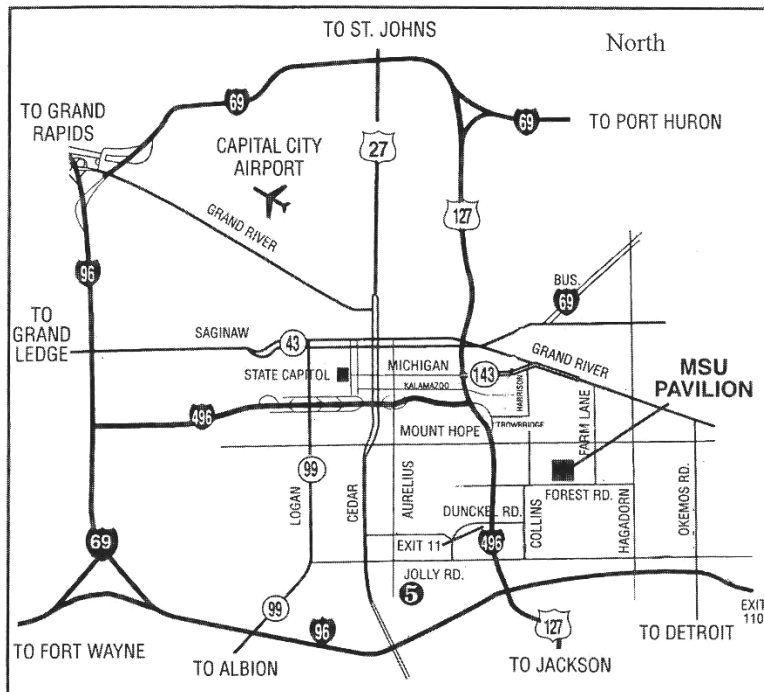 TO ST. JOHNS
North
69
TO GRAND
RAPIDS
69
TO PORT HURON
CAPITAL CITY
AIRPORT
27
127
GRAND RIVER
96
BUS.
69
TO
GRAND
LEDGE
SAGINAW
43
MICHIGAN
GRAND RIVER
MSU
PAVILION
STATE CAPITOL
KALAMAZOO
143
HARRISON
496
MOUNT HOPE
TROWBRIDGE
FARM LANE
99
LOGAN
CEDAR
AURELIUS
FOREST RD.
DUNCKEL RD.
COLLINS
HAGADORN
OKEMOS RD.
69
EXIT 11
496
JOLLY RD.
5
99
96
127
EXIT
110
TO FORT WAYNE
TO ALBION
TO JACKSON
TO DETROIT